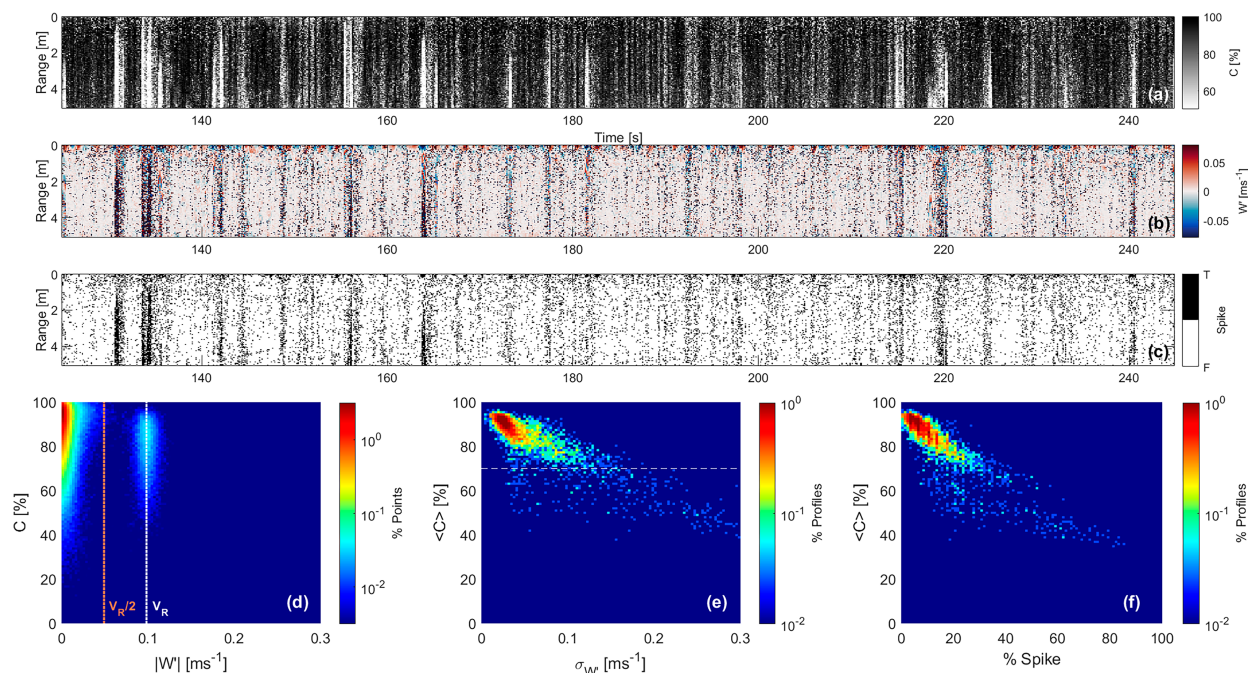 0
2
4
Range [m]
(a)
140
160
180
200
220
240
Time [s]
100
80
60
C [%]
0
2
4
Range [m]
(b)
140
160
180
200
220
240
0.05
0
-0.05
W' [ms⁻¹]
0
2
4
Range [m]
(c)
140
160
180
200
220
240
T
F
Spike
100
80
60
40
20
0
C [%]
V_R/2
V_R
(d)
0
0.1
0.2
0.3
|W'| [ms⁻¹]
10⁰
10⁻¹
10⁻²
% Points
100
80
60
40
20
0
<C> [%]
(e)
0
0.1
0.2
0.3
σ_W' [ms⁻¹]
10⁰
10⁻¹
10⁻²
% Profiles
100
80
60
40
20
0
<C> [%]
(f)
0
20
40
60
80
100
% Spike
10⁰
10⁻¹
10⁻²
% Profiles